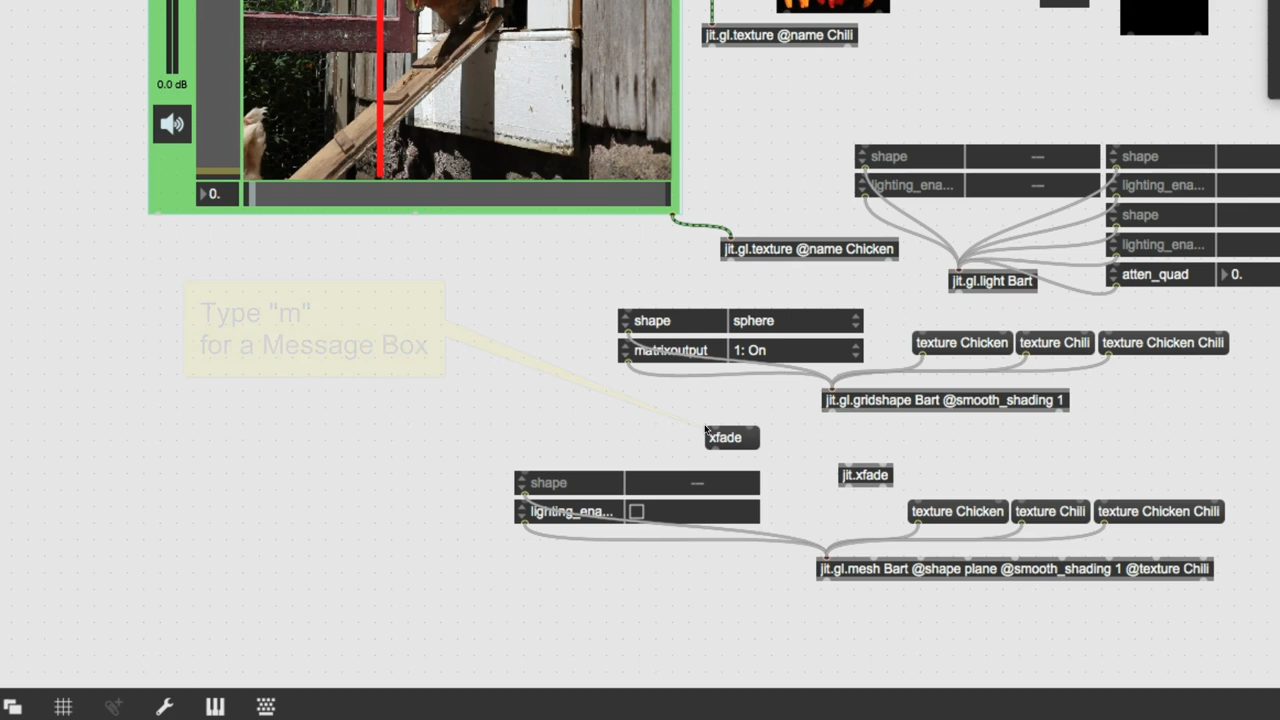 jit.gl.texture @name Chili
0.0 dB
0.
shape
lighting_ena...
shape
lighting_ena...
shape
lighting_ena...
atten_quad
0.
jit.gl.texture @name Chicken
jit.gl.light Bart
Type "m"
for a Message Box
shape
sphere
matrixoutput
1: On
texture Chicken
texture Chili
texture Chicken Chili
jit.gl.gridshape Bart @smooth_shading 1
xfade
jit.xfade
shape
lighting_ena...
texture Chicken
texture Chili
texture Chicken Chili
jit.gl.mesh Bart @shape plane @smooth_shading 1 @texture Chili